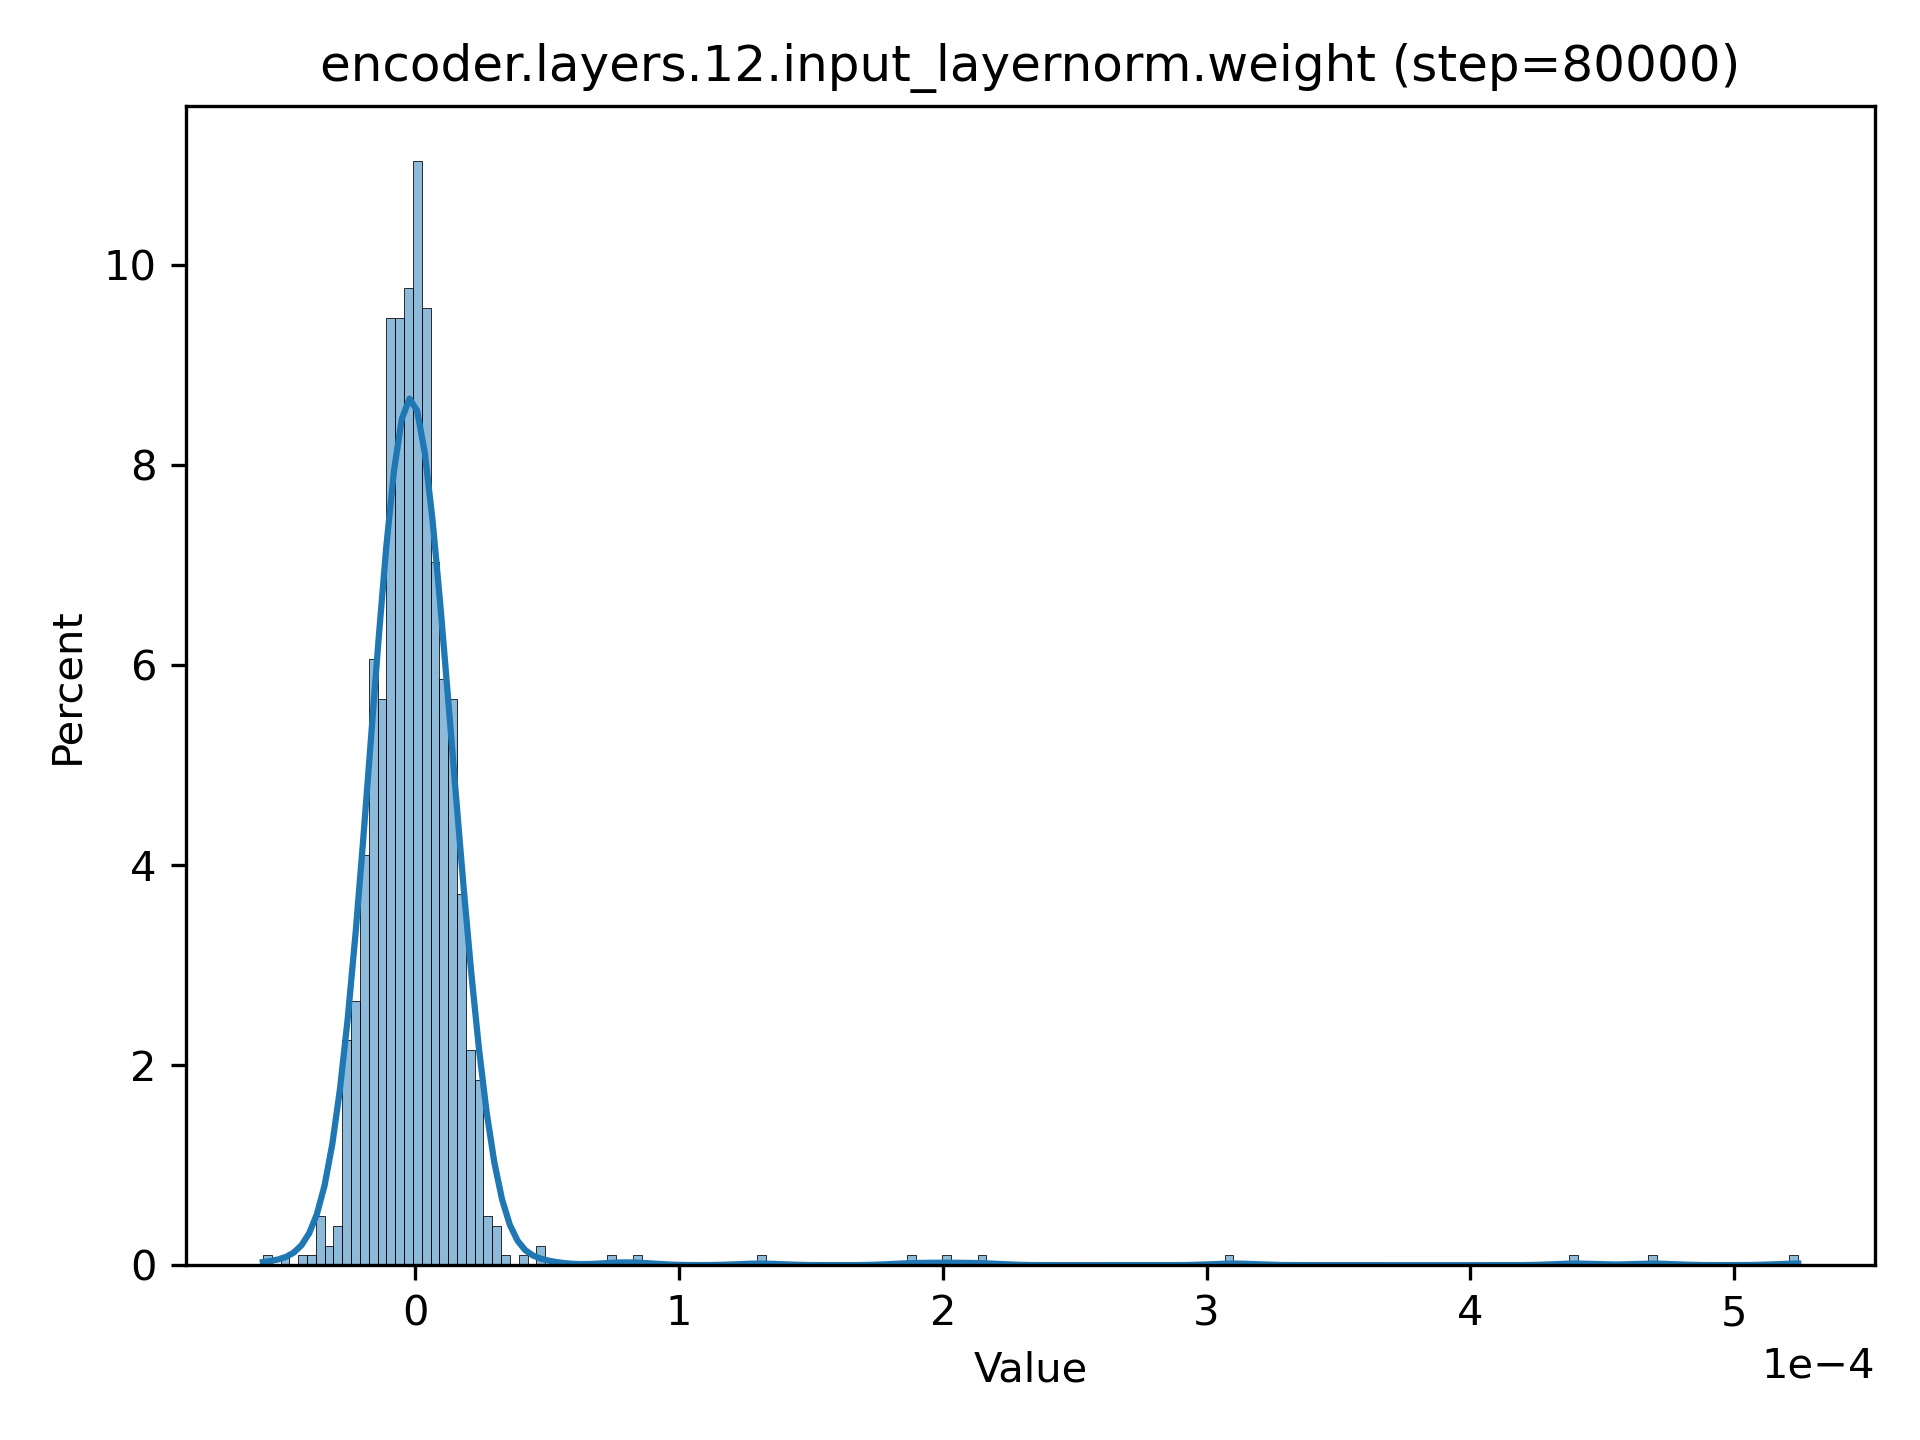 encoder.layers.12.input_layernorm.weight (step=80000)
10
8
6
4
2
0
Percent
0 1 2 3 4 5
1e−4
Value